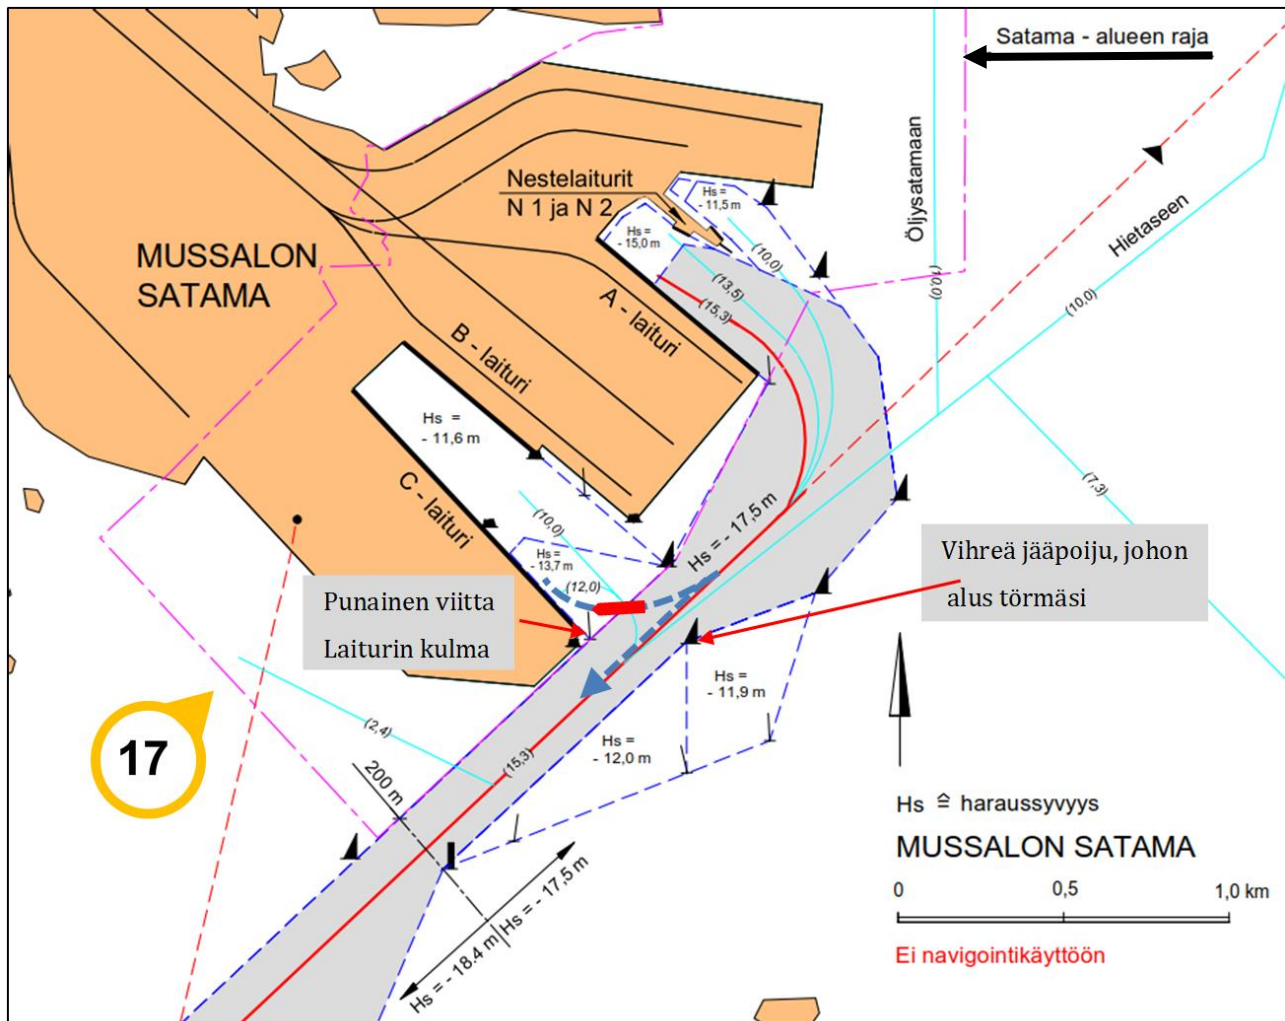 Satama - alueen raja
Nestelaiturit
N 1 ja N 2
Hs =
- 11,5 m
Hs =
- 15,0 m
(10,0)
(13,5)
(15,3)
Öljysatamaan
(10,0)
Hietaseen
(10,0)
MUSSALON
SATAMA
A - laituri
B - laituri
C - laituri
Hs =
- 11,6 m
(10,0)
Hs = - 17,5 m
(7,3)
Hs =
- 13,7 m
(12,0)
Punainen viitta
Laiturin kulma
Vihreä jääpoiju, johon
alus törmäsi
Hs =
- 11,9 m
Hs =
- 12,0 m
(2,4)
(15,3)
17
200 m
Hs = - 17,5 m
Hs = - 18.4 m
Hs ≙ haraussyvyys
MUSSALON SATAMA
0 0,5 1,0 km
Ei navigointikäyttöön